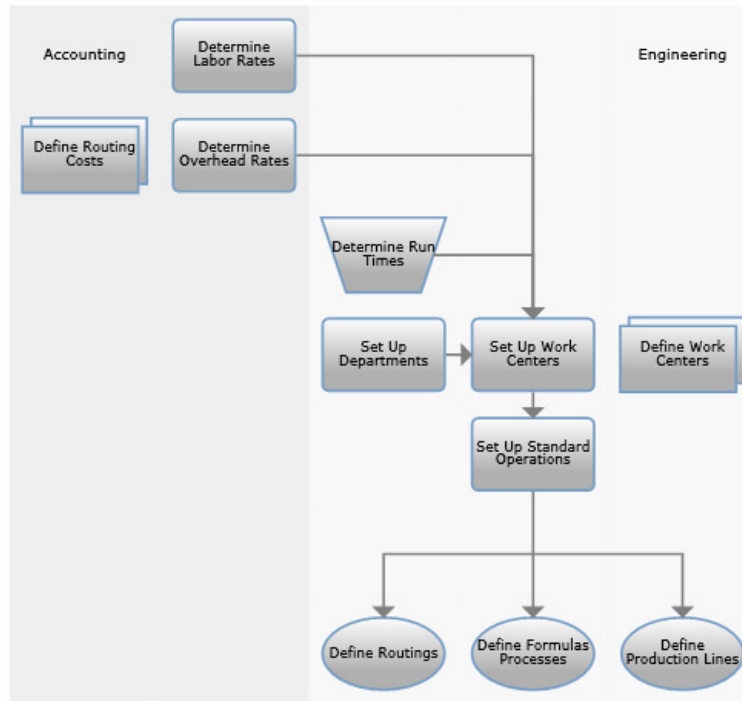 Accounting
Determine
Labor Rates
Engineering
Define Routing
Costs
Determine
Overhead Rates
Determine Run
Times
Set Up
Departments
Set Up Work
Centers
Define Work
Centers
Set Up Standard
Operations
Define Routings
Define Formulas
Processes
Define
Production Lines